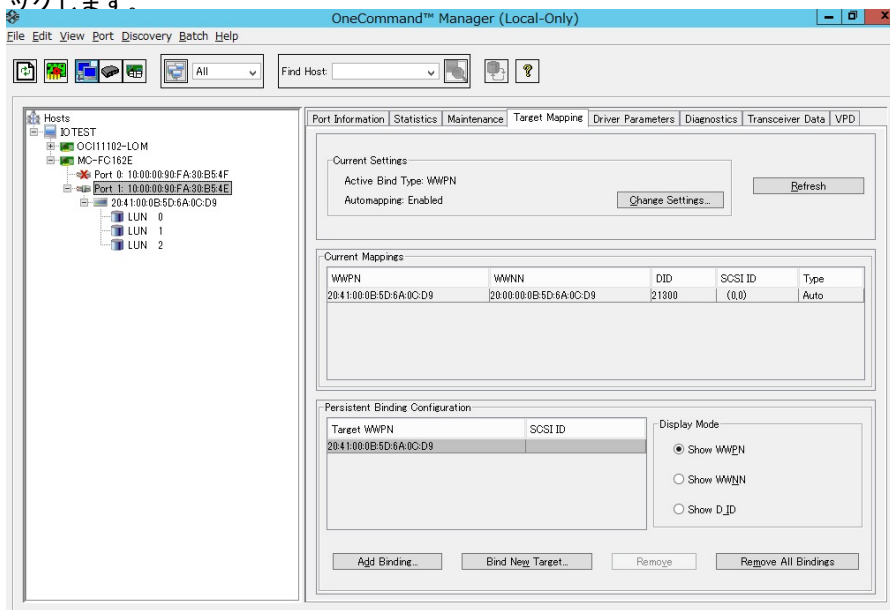 ックします。
OneCommand™ Manager (Local-Only)
File Edit View Port Discovery Batch Help
All
Find Host:
Hosts
IOTEST
OCI11102-LOM
MC-FC162E
Port 0: 10:00:00:90:FA:30:B5:4F
Port 1: 10:00:00:90:FA:30:B5:4E
20:41:00:0B:5D:6A:0C:D9
LUN 0
LUN 1
LUN 2
Port Information Statistics Maintenance Target Mapping Driver Parameters Diagnostics Transceiver Data VPD
Current Settings
Active Bind Type: WWPN
Automapping: Enabled
Change Settings...
Refresh
Current Mappings
WWPN WWNN DID SCSI ID Type
20:41:00:0B:5D:6A:0C:D9 20:00:00:0B:5D:6A:0C:D9 21300 (0,0) Auto
Persistent Binding Configuration
Target WWPN SCSI ID
20:41:00:0B:5D:6A:0C:D9
Display Mode
Show WWPN
Show WWNN
Show D_ID
Add Binding... Bind New Target... Remove Remove All Bindings